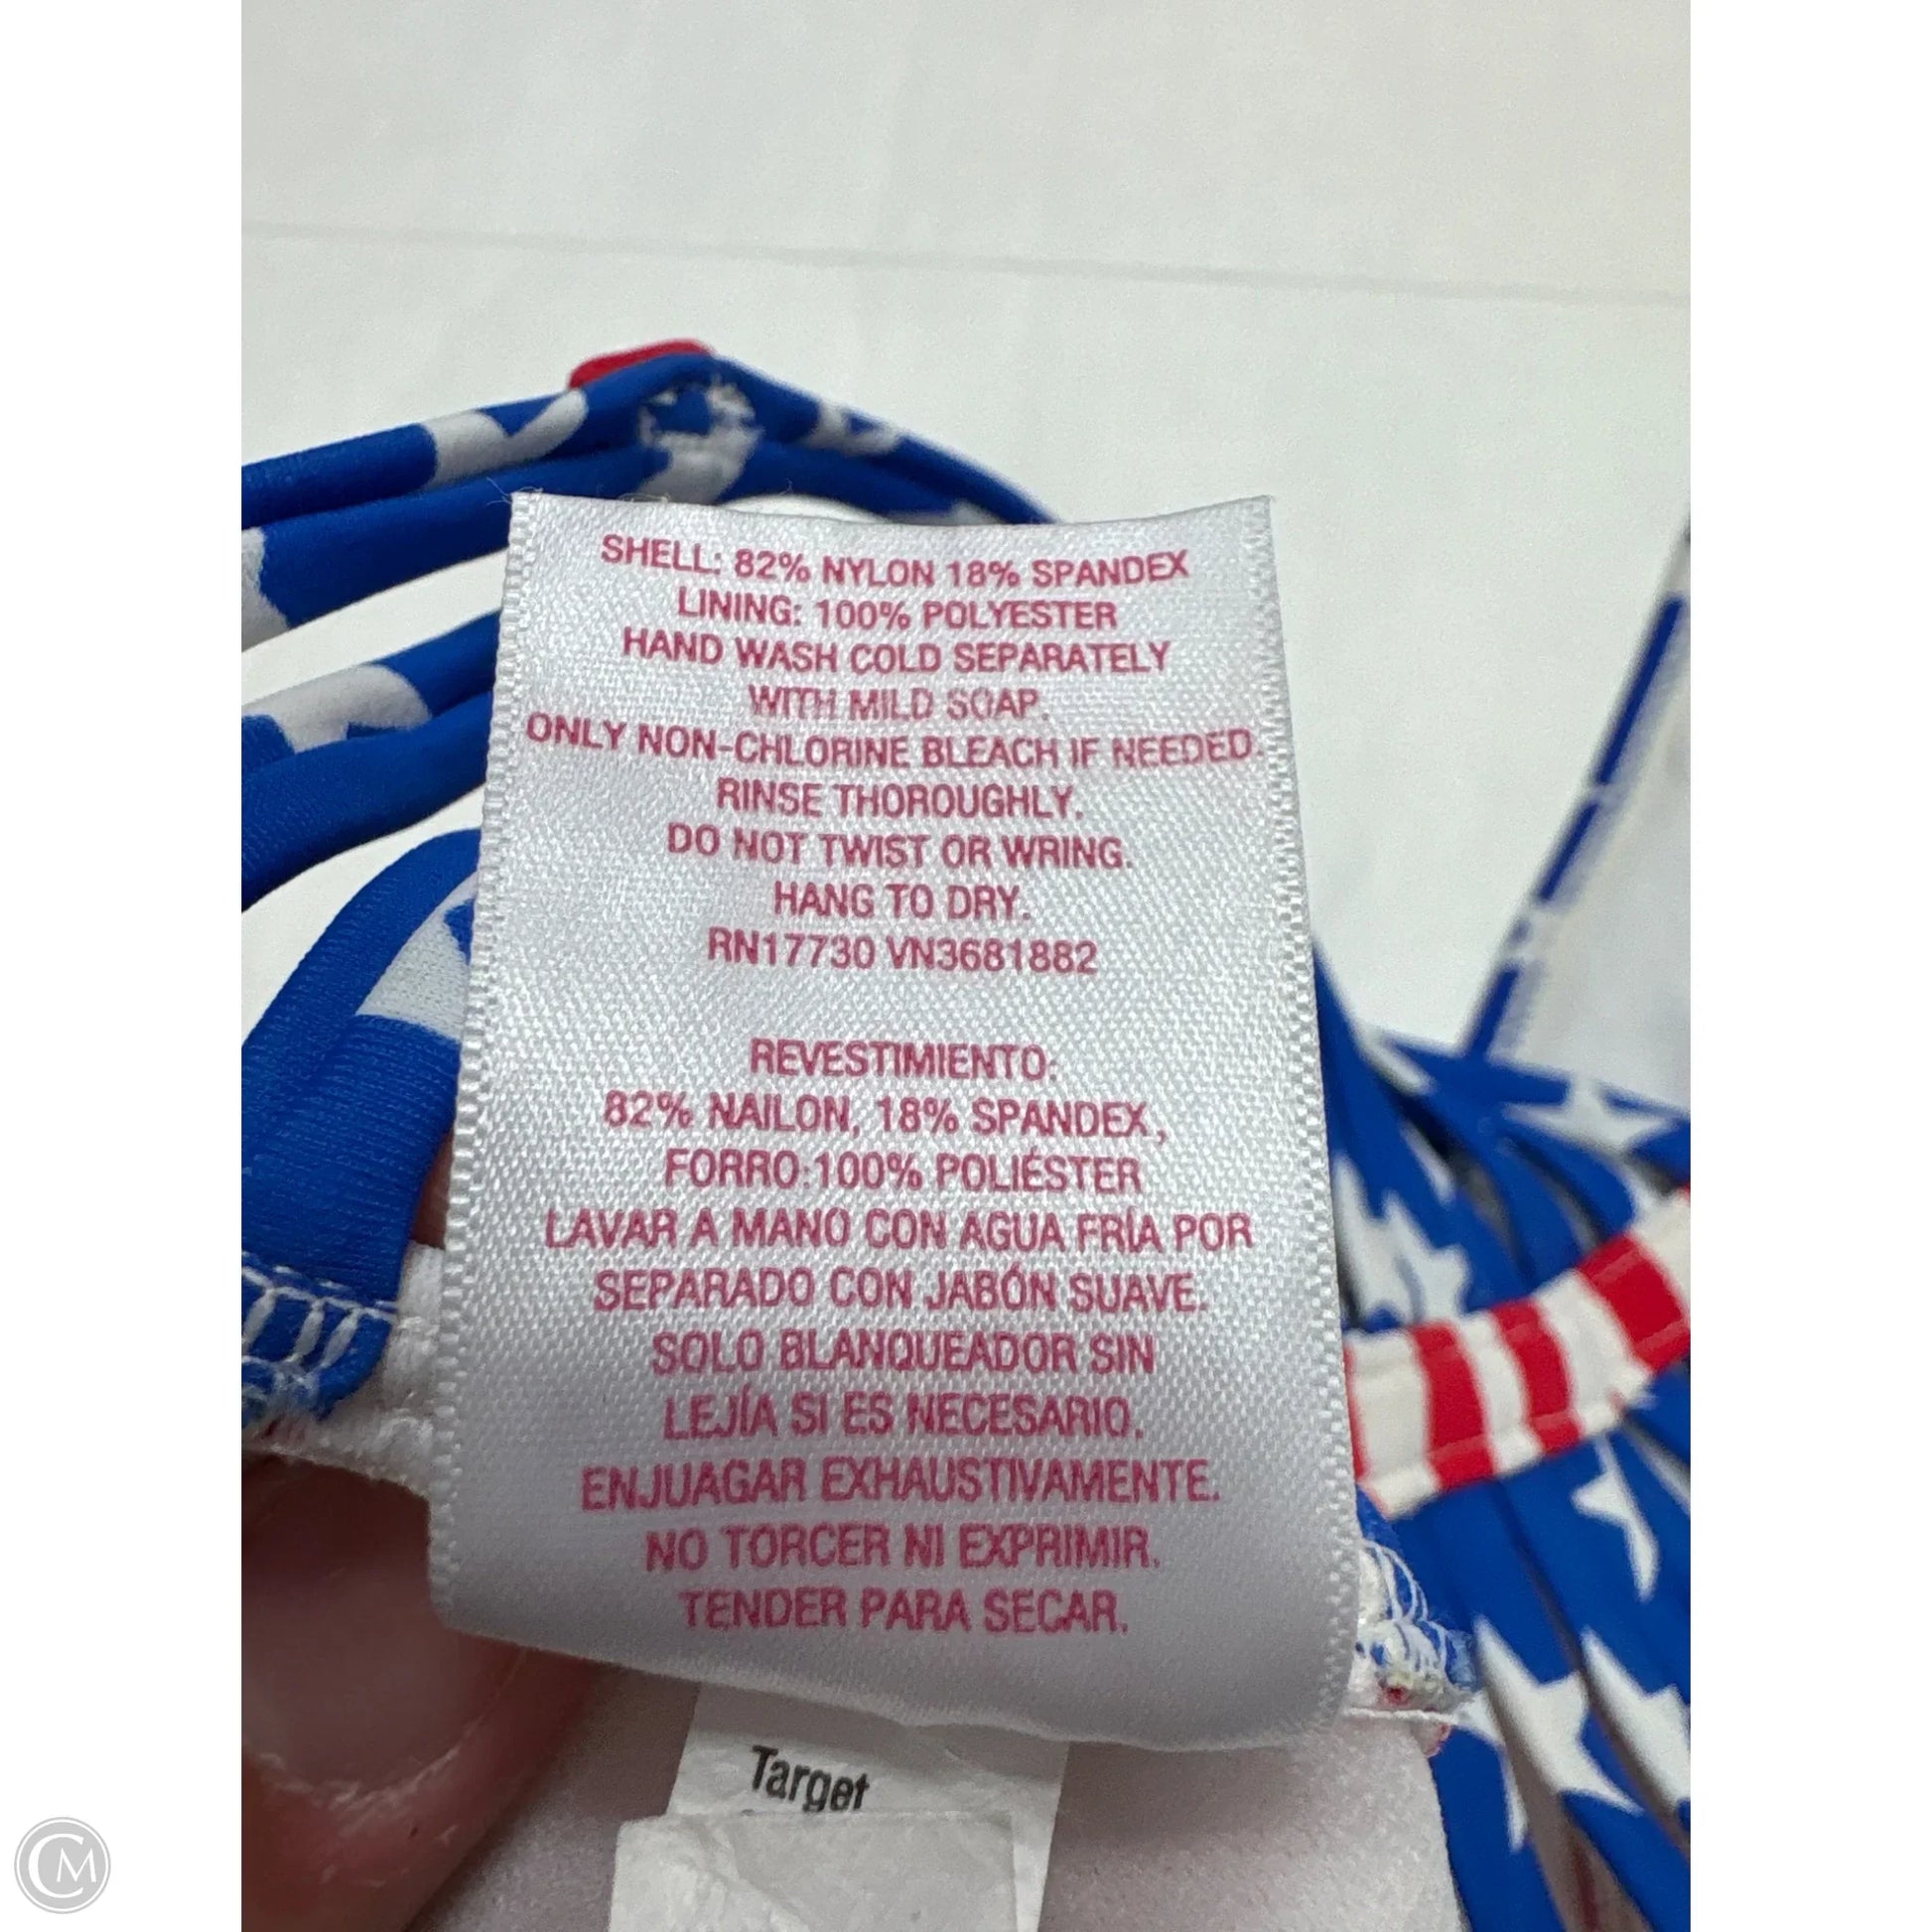 SHELL: 82% NYLON 18% SPANDEX
LINING: 100% POLYESTER
HAND WASH COLD SEPARATELY
WITH MILD SOAP.
ONLY NON-CHLORINE BLEACH IF NEEDED.
RINSE THOROUGHLY.
DO NOT TWIST OR WRING.
HANG TO DRY.
RN17730 VN3681882
REVESTIMIENTO:
82% NAILON, 18% SPANDEX,
FORRO:100% POLIÉSTER
LAVAR A MANO CON AGUA FRÍA POR
SEPARADO CON JABÓN SUAVE.
SOLO BLANQUEADOR SIN
LEJÍA SI ES NECESARIO.
ENJUAGAR EXHAUSTIVAMENTE.
NO TORCER NI EXPRIMIR.
TENDER PARA SECAR.
Target
CM